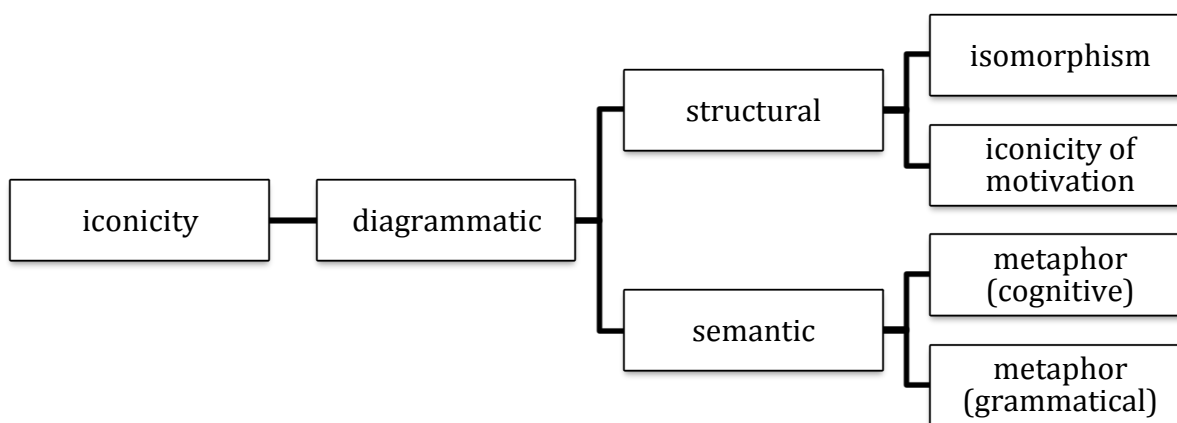 iconicity
diagrammatic
structural
isomorphism
iconicity of
motivation
semantic
metaphor
(cognitive)
metaphor
(grammatical)